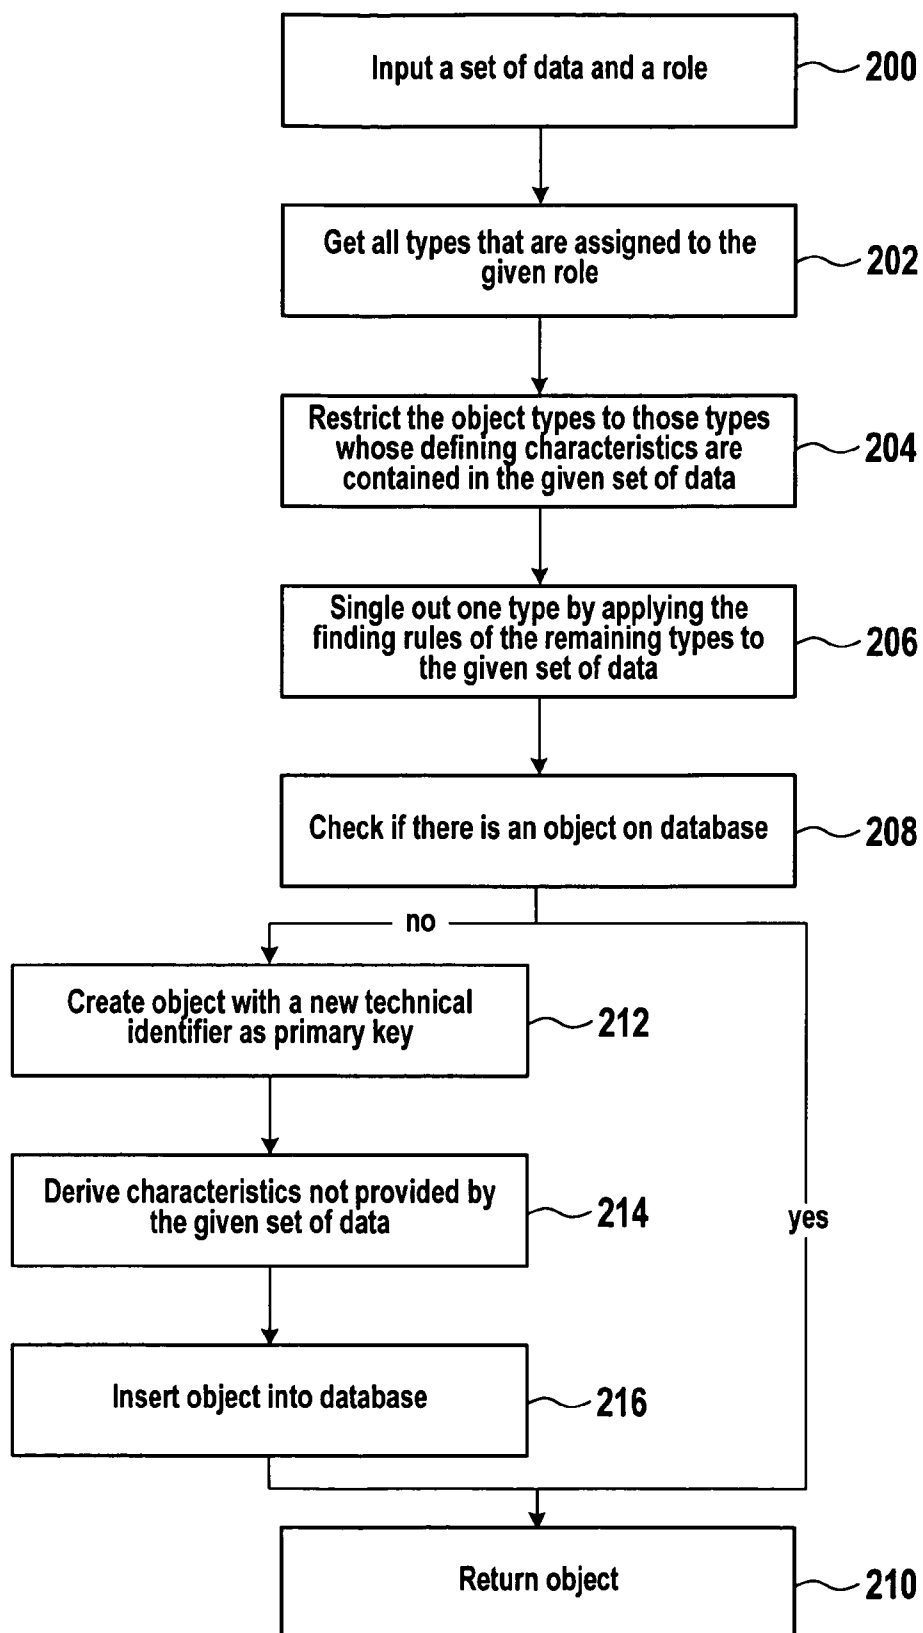 Input a set of data and a role
200
Get all types that are assigned to the
given role
202
Restrict the object types to those types
whose defining characteristics are
contained in the given set of data
204
Single out one type by applying the
finding rules of the remaining types to
the given set of data
206
Check if there is an object on database
208
no
Create object with a new technical
identifier as primary key
212
Derive characteristics not provided by
the given set of data
214
yes
Insert object into database
216
Return object
210